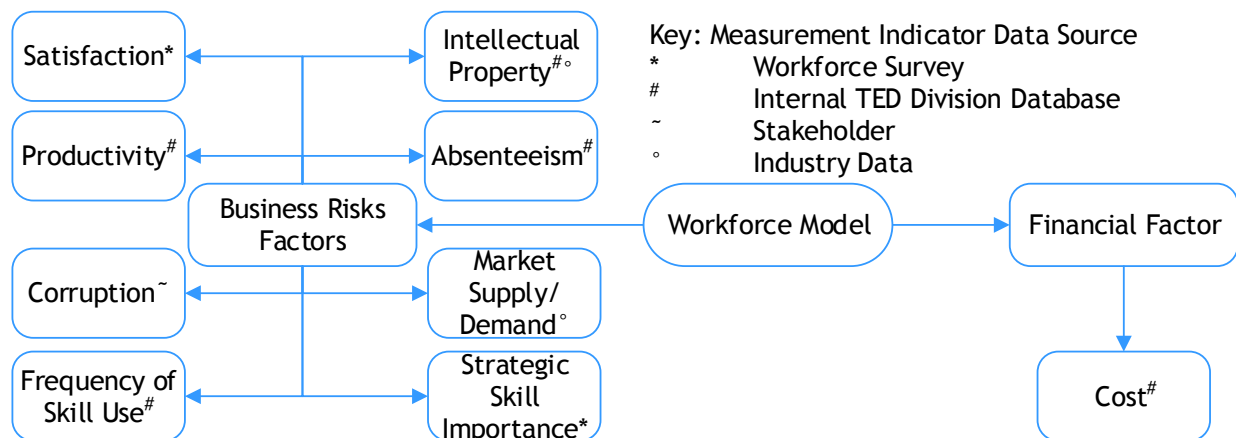 Satisfaction*
Intellectual
Property#°
Key: Measurement Indicator Data Source
* Workforce Survey
# Internal TED Division Database
~ Stakeholder
° Industry Data
Productivity#
Absenteeism#
Business Risks
Factors
Workforce Model
Financial Factor
Corruption~
Market
Supply/
Demand°
Frequency of
Skill Use#
Strategic
Skill
Importance*
Cost#